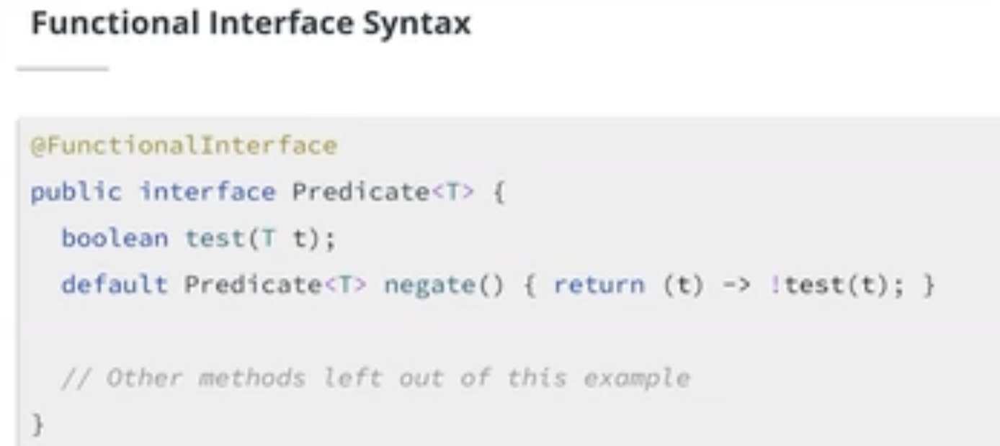 Functional Interface Syntax
@FunctionalInterface
public interface Predicate<T> {
boolean test(T t);
default Predicate<T> negate() { return (t) -> !test(t); }
// Other methods left out of this example
}